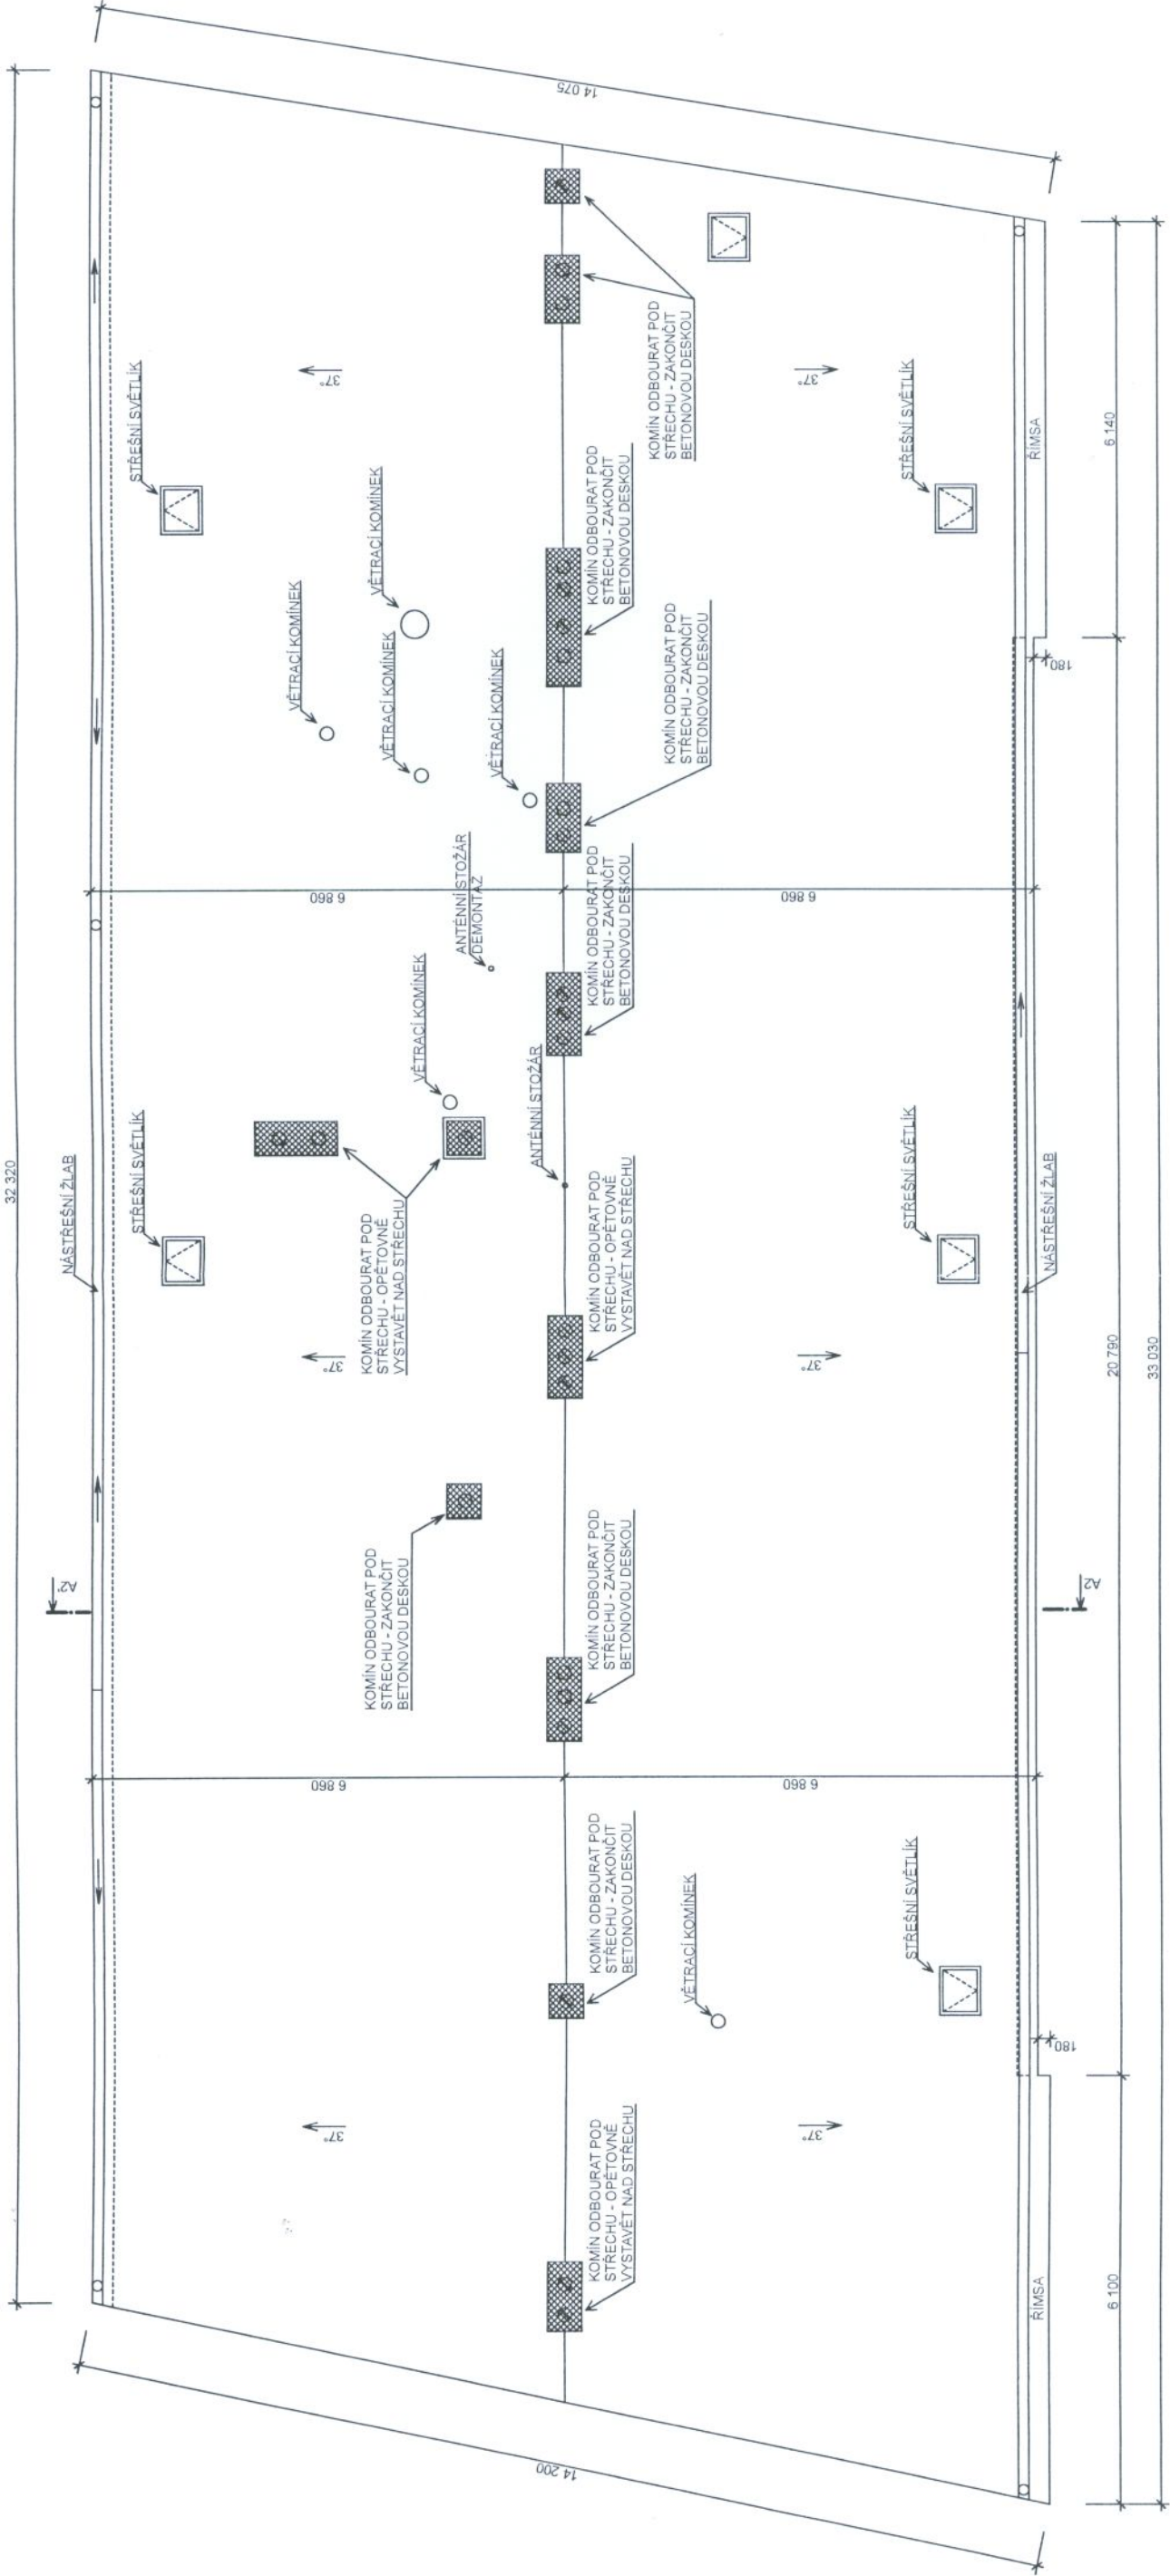 32 320
14 075
NÁSTŘEŠNÍ ŽLAB
STŘEŠNÍ SVĚTLÍK
STŘEŠNÍ SVĚTLÍK
37°
37°
37°
VĚTRACÍ KOMÍNEK
VĚTRACÍ KOMÍNEK
VĚTRACÍ KOMÍNEK
VĚTRACÍ KOMÍNEK
VĚTRACÍ KOMÍNEK
ANTÉNNÍ STOŽÁR
DEMONTÁŽ
ANTÉNNÍ STOŽÁR
6 860
6 860
KOMÍN ODBOURAT POD
STŘECHU - OPĚTOVNĚ
VYSTAVĚT NAD STŘECHU
KOMÍN ODBOURAT POD
STŘECHU - ZAKONČIT
BETONOVOU DESKOU
A2'
KOMÍN ODBOURAT POD
STŘECHU - OPĚTOVNĚ
VYSTAVĚT NAD STŘECHU
KOMÍN ODBOURAT POD
STŘECHU - ZAKONČIT
BETONOVOU DESKOU
KOMÍN ODBOURAT POD
STŘECHU - ZAKONČIT
BETONOVOU DESKOU
KOMÍN ODBOURAT POD
STŘECHU - OPĚTOVNĚ
VYSTAVĚT NAD STŘECHU
KOMÍN ODBOURAT POD
STŘECHU - ZAKONČIT
BETONOVOU DESKOU
KOMÍN ODBOURAT POD
STŘECHU - ZAKONČIT
BETONOVOU DESKOU
KOMÍN ODBOURAT POD
STŘECHU - ZAKONČIT
BETONOVOU DESKOU
KOMÍN ODBOURAT POD
STŘECHU - ZAKONČIT
BETONOVOU DESKOU
VĚTRACÍ KOMÍNEK
6 860
6 860
37°
37°
37°
STŘEŠNÍ SVĚTLÍK
STŘEŠNÍ SVĚTLÍK
STŘEŠNÍ SVĚTLÍK
14 200
ŘÍMSA
180
A2'
NÁSTŘEŠNÍ ŽLAB
180
ŘÍMSA
6 100
20 790
6 140
33 030